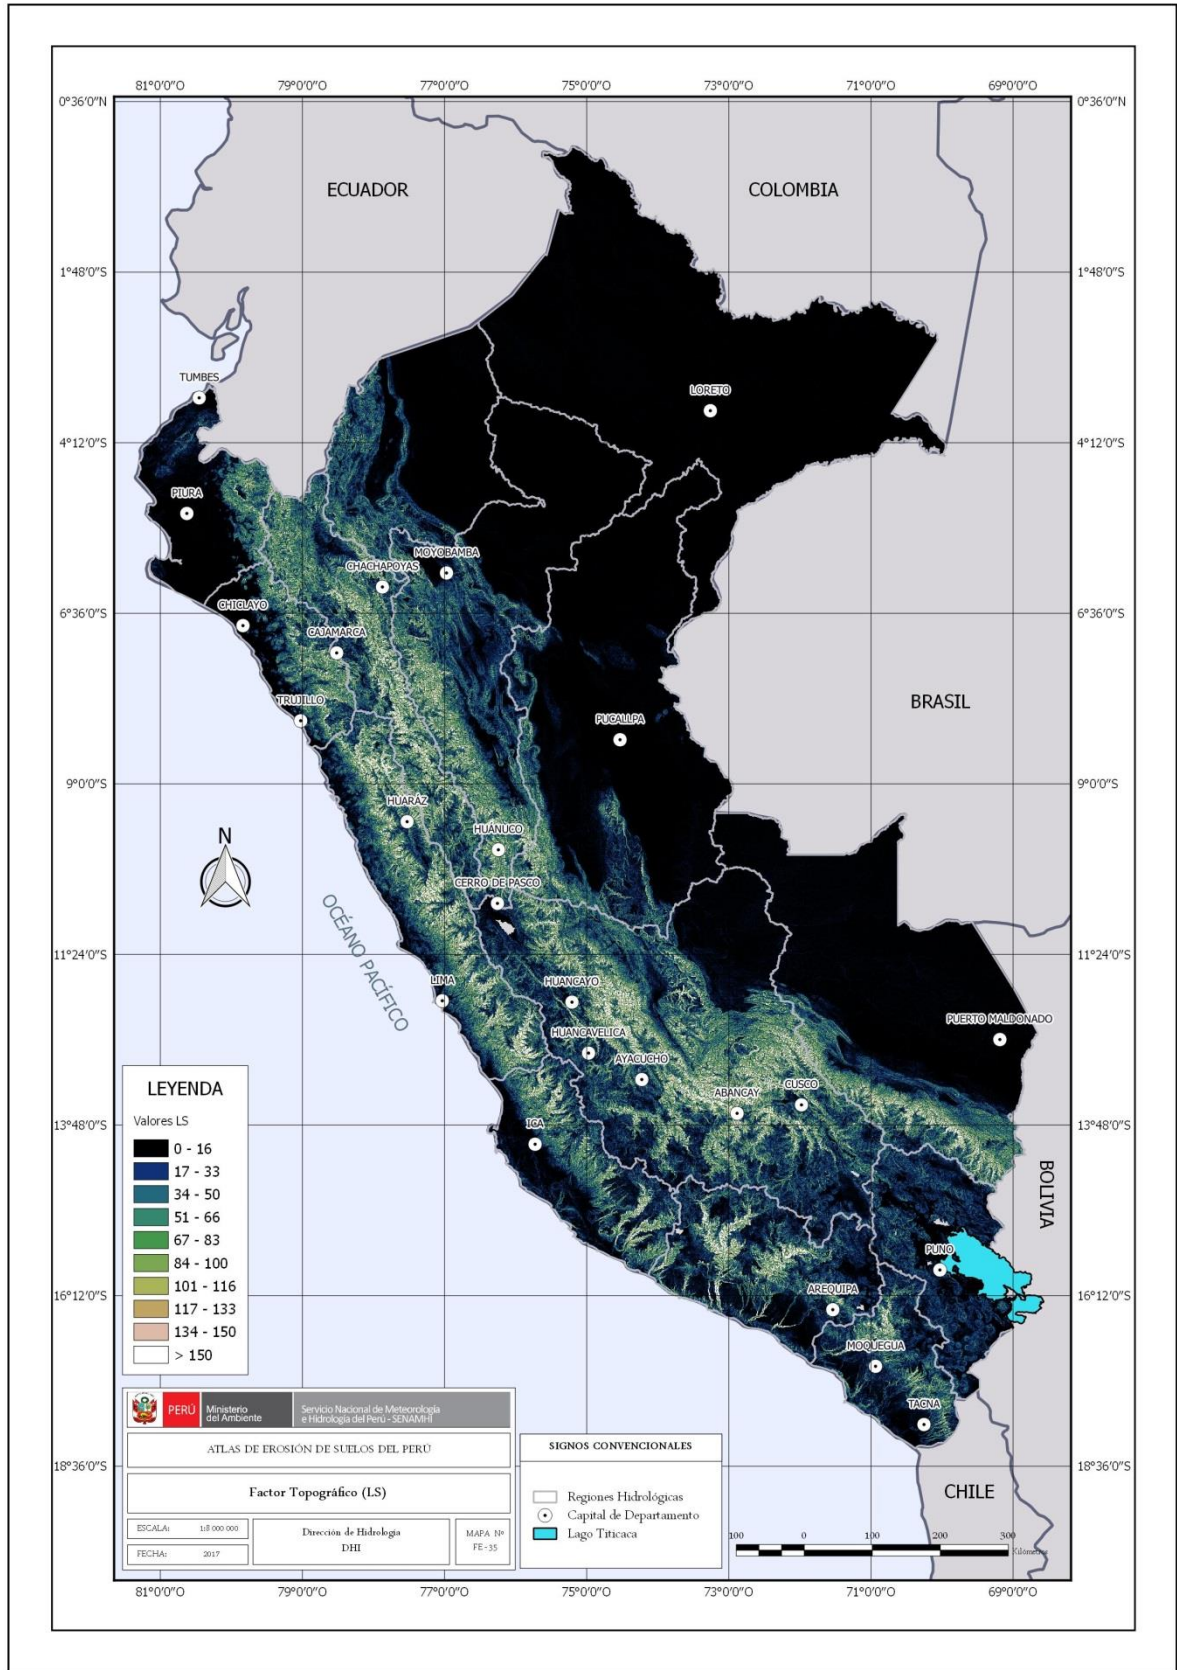 81°0'0"O 79°0'0"O 77°0'0"O 75°0'0"O 73°0'0"O 71°0'0"O 69°0'0"O
0°36'0"N 0°36'0"N
ECUADOR
COLOMBIA
1°48'0"S 1°48'0"S
TUMBES
LORETO
4°12'0"S 4°12'0"S
PIURA
MOYOBAMBA
CHACHAPOYAS
CHICLAYO
6°36'0"S 6°36'0"S
CAJAMARCA
TRUJILLO
BRASIL
PUCALLPA
9°0'0"S 9°0'0"S
HUARÁZ
HUÁNUCO
N
CERRO DE PASCO
OCÉANO PACÍFICO
11°24'0"S 11°24'0"S
LIMA
HUANCAYO
PUERTO MALDONADO
HUANCAVELICA
AYACUCHO
ABANCAY
CUSCO
ICA
13°48'0"S 13°48'0"S
BOLIVIA
PUNO
AREQUIPA
16°12'0"S 16°12'0"S
MOQUEGUA
TACNA
18°36'0"S 18°36'0"S
CHILE
LEYENDA
Valores LS
0 - 16
17 - 33
34 - 50
51 - 66
67 - 83
84 - 100
101 - 116
117 - 133
134 - 150
> 150
PERÚ
Ministerio
del Ambiente
Servicio Nacional de Meteorología
e Hidrología del Perú - SENAMHI
ATLAS DE EROSIÓN DE SUELOS DEL PERÚ
Factor Topográfico (LS)
ESCALA: 1:8 000 000
FECHA: 2017
Dirección de Hidrología
DHI
MAPA Nº
FE - 35
SIGNOS CONVENCIONALES
Regiones Hidrológicas
Capital de Departamento
Lago Titicaca
100 0 100 200 300
Kilómetros
81°0'0"O 79°0'0"O 77°0'0"O 75°0'0"O 73°0'0"O 71°0'0"O 69°0'0"O